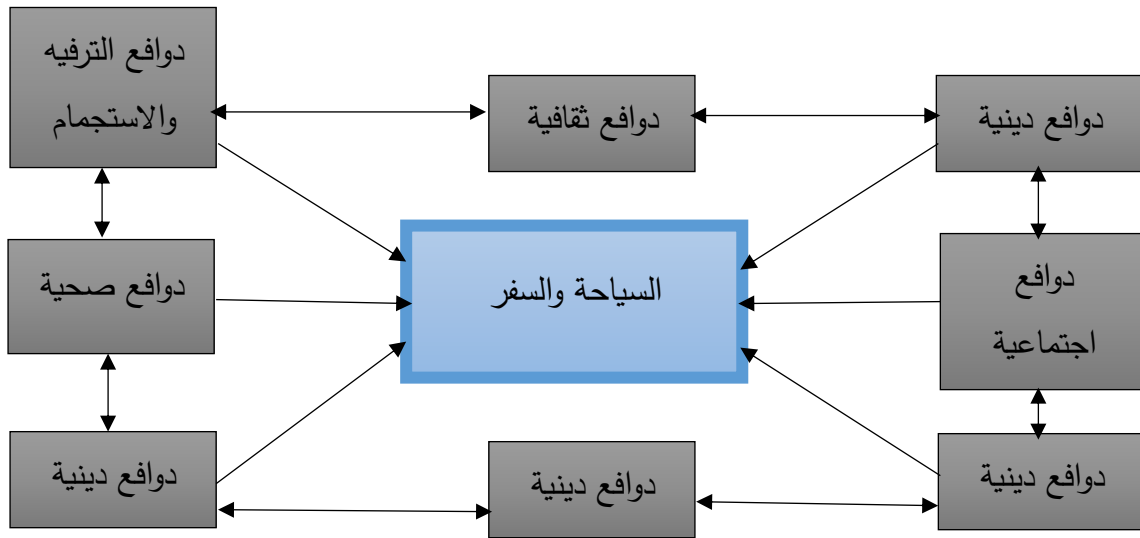 دوافع دينية
دوافع ثقافية
دوافع الترفيه
والاستجمام
دوافع
اجتماعية
السياحة والسفر
دوافع صحية
دوافع دينية
دوافع دينية
دوافع دينية